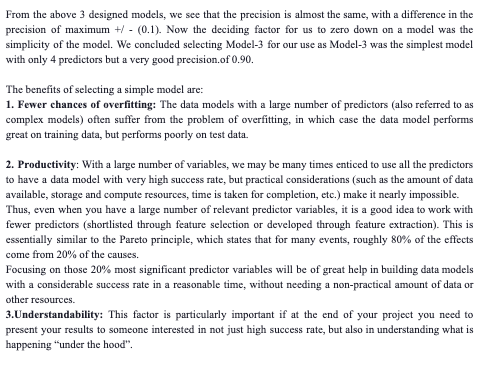 From the above 3 designed models, we see that the precision is almost the same, with a difference in the
precision of maximum +/ - (0.1). Now the deciding factor for us to zero down on a model was the
simplicity of the model. We concluded selecting Model-3 for our use as Model-3 was the simplest model
with only 4 predictors but a very good precision.of 0.90.
The benefits of selecting a simple model are:
1. Fewer chances of overfitting: The data models with a large number of predictors (also referred to as
complex models) often suffer from the problem of overfitting, in which case the data model performs
great on training data, but performs poorly on test data.
2. Productivity: With a large number of variables, we may be many times enticed to use all the predictors
to have a data model with very high success rate, but practical considerations (such as the amount of data
available, storage and compute resources, time is taken for completion, etc.) make it nearly impossible.
Thus, even when you have a large number of relevant predictor variables, it is a good idea to work with
fewer predictors (shortlisted through feature selection or developed through feature extraction). This is
essentially similar to the Pareto principle, which states that for many events, roughly 80% of the effects
come from 20% of the causes.
Focusing on those 20% most significant predictor variables will be of great help in building data models
with a considerable success rate in a reasonable time, without needing a non-practical amount of data or
other resources.
3.Understandability: This factor is particularly important if at the end of your project you need to
present your results to someone interested in not just high success rate, but also in understanding what is
happening “under the hood”.